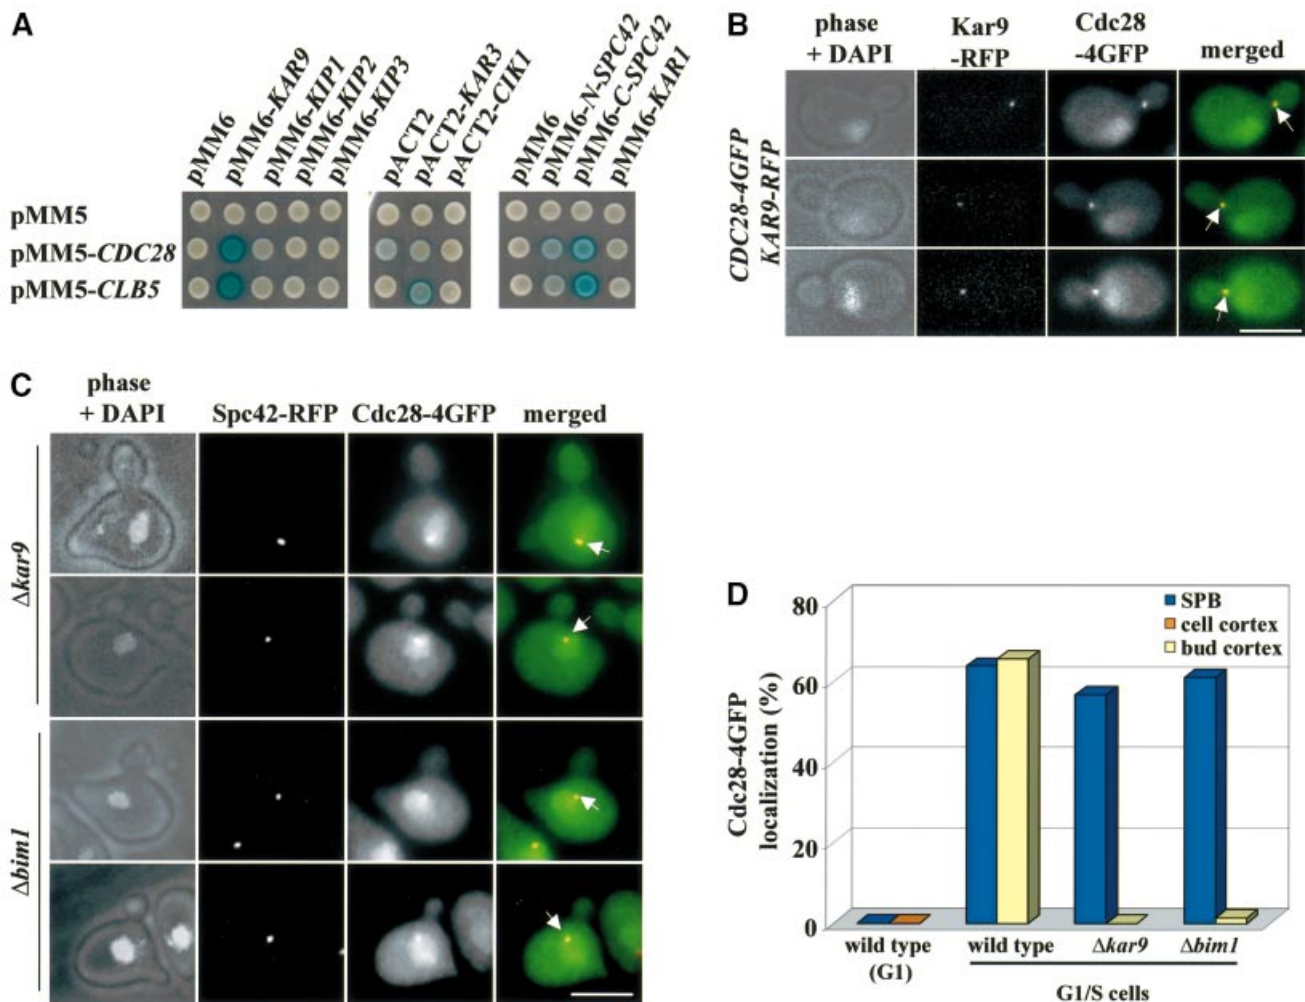 A
pMM6
pMM6-KAR9
pMM6-KIP1
pMM6-KIP2
pMM6-KIP3
pACT2
pACT2-KAR3
pACT2-CIK1
pMM6
pMM6-N-SPC42
pMM6-C-SPC42
pMM6-KAR1
pMM5
pMM5-CDC28
pMM5-CLB5
B
phase
+ DAPI
Kar9
-RFP
Cdc28
-4GFP
merged
CDC28-4GFP
KAR9-RFP
C
phase
+ DAPI
Spc42-RFP
Cdc28-4GFP
merged
Δkar9
Δbim1
D
Cdc28-4GFP
localization (%)
80
60
40
20
0
SPB
cell cortex
bud cortex
wild type
(G1)
wild type
Δkar9
Δbim1
G1/S cells